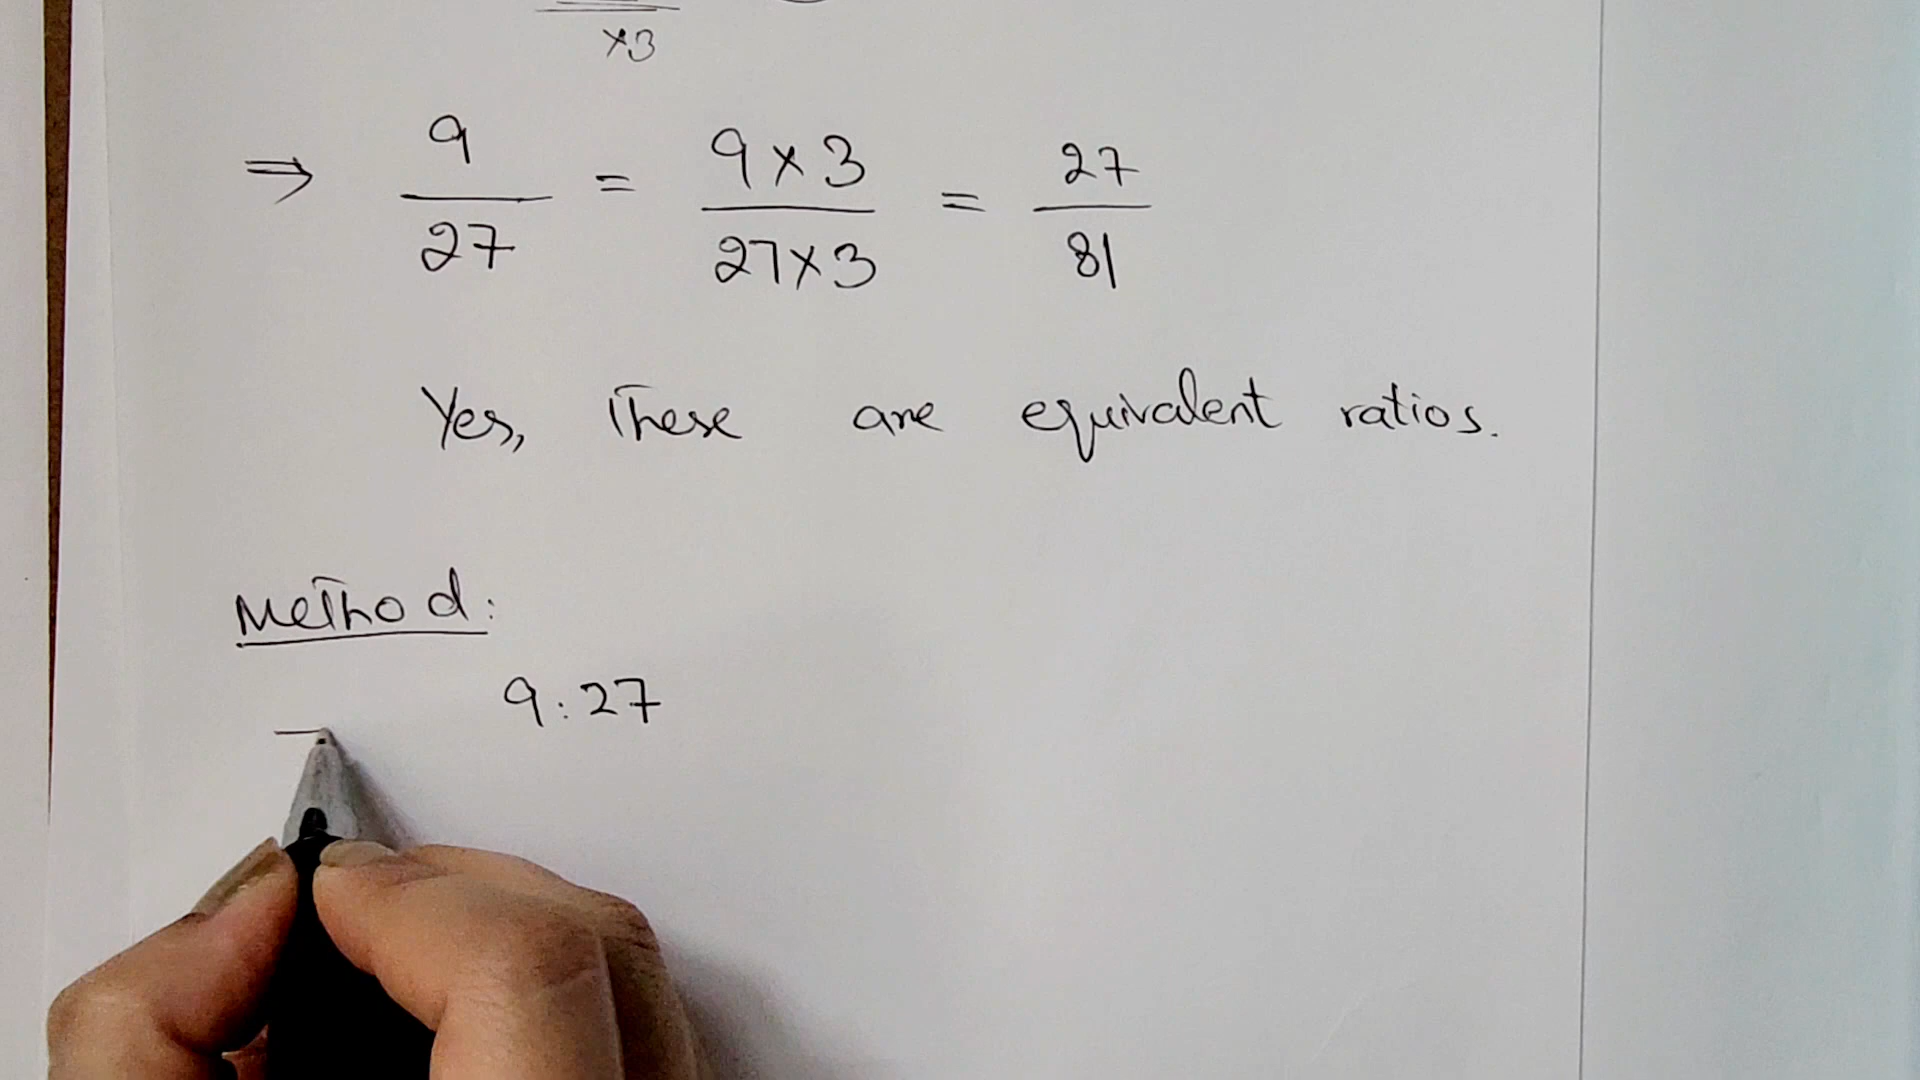 ×3
⇒ 9/27 = 9×3/27×3 = 27/81
Yes, These are equivalent ratios.
Method:
9:27